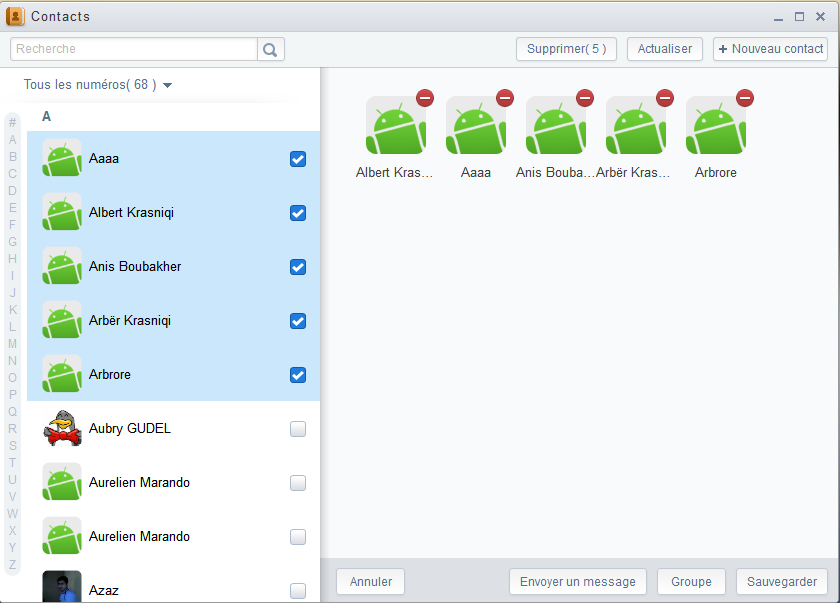 Contacts
Recherche
Supprimer( 5 )
Actualiser
+ Nouveau contact
Tous les numéros( 68 )
#
A
B
C
D
E
F
G
H
I
J
K
L
M
N
O
P
Q
R
S
T
U
V
W
X
Y
Z
A
Aaaa
Albert Krasniqi
Anis Boubakher
Arbër Krasniqi
Arbrore
Aubry GUDEL
Aurelien Marando
Aurelien Marando
Azaz
Albert Kras... Aaaa Anis Bouba... Arbër Kras... Arbrore
Annuler
Envoyer un message
Groupe
Sauvegarder